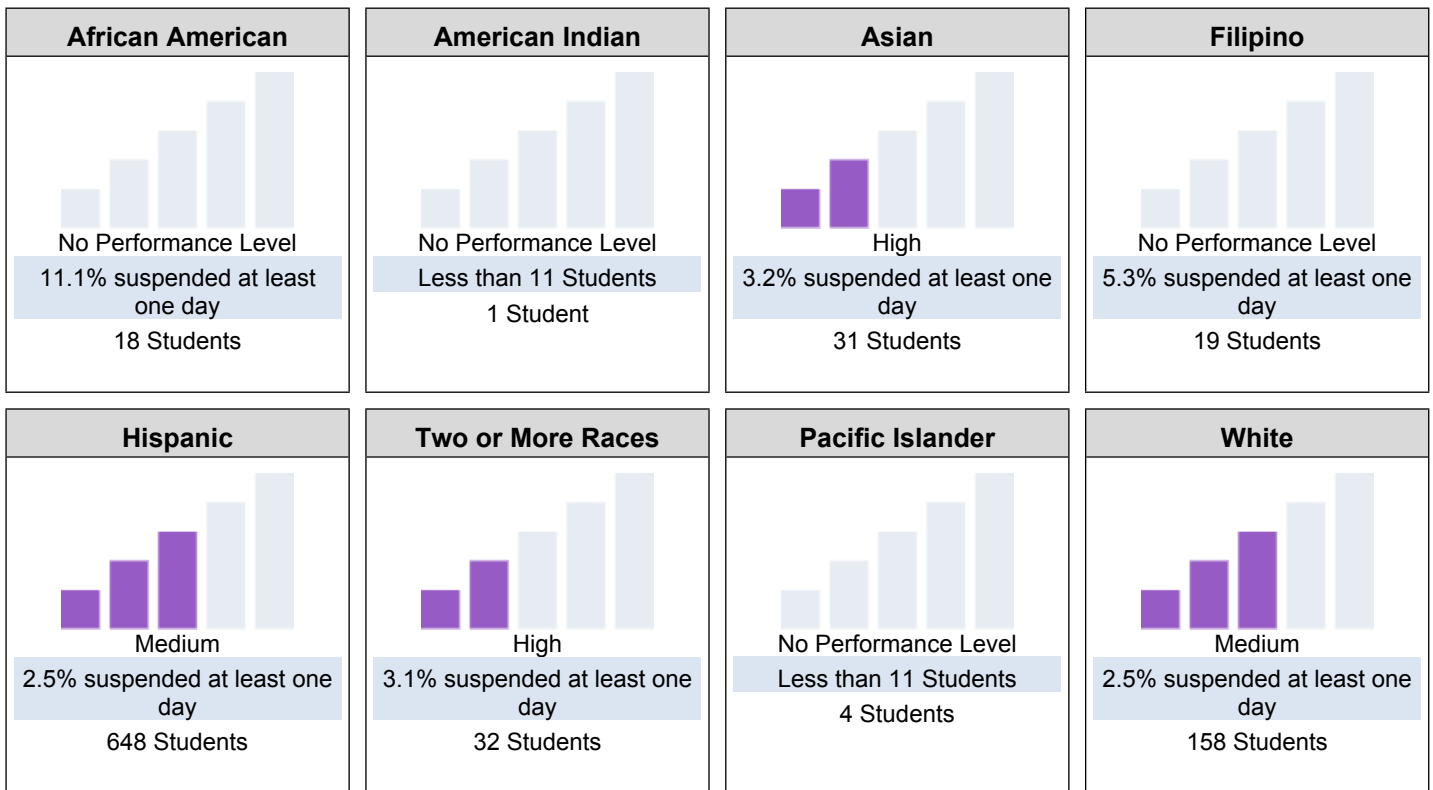 African American
No Performance Level
11.1% suspended at least
one day
18 Students
American Indian
No Performance Level
Less than 11 Students
1 Student
Asian
High
3.2% suspended at least one
day
31 Students
Filipino
No Performance Level
5.3% suspended at least one
day
19 Students
Hispanic
Medium
2.5% suspended at least one
day
648 Students
Two or More Races
High
3.1% suspended at least one
day
32 Students
Pacific Islander
No Performance Level
Less than 11 Students
4 Students
White
Medium
2.5% suspended at least one
day
158 Students